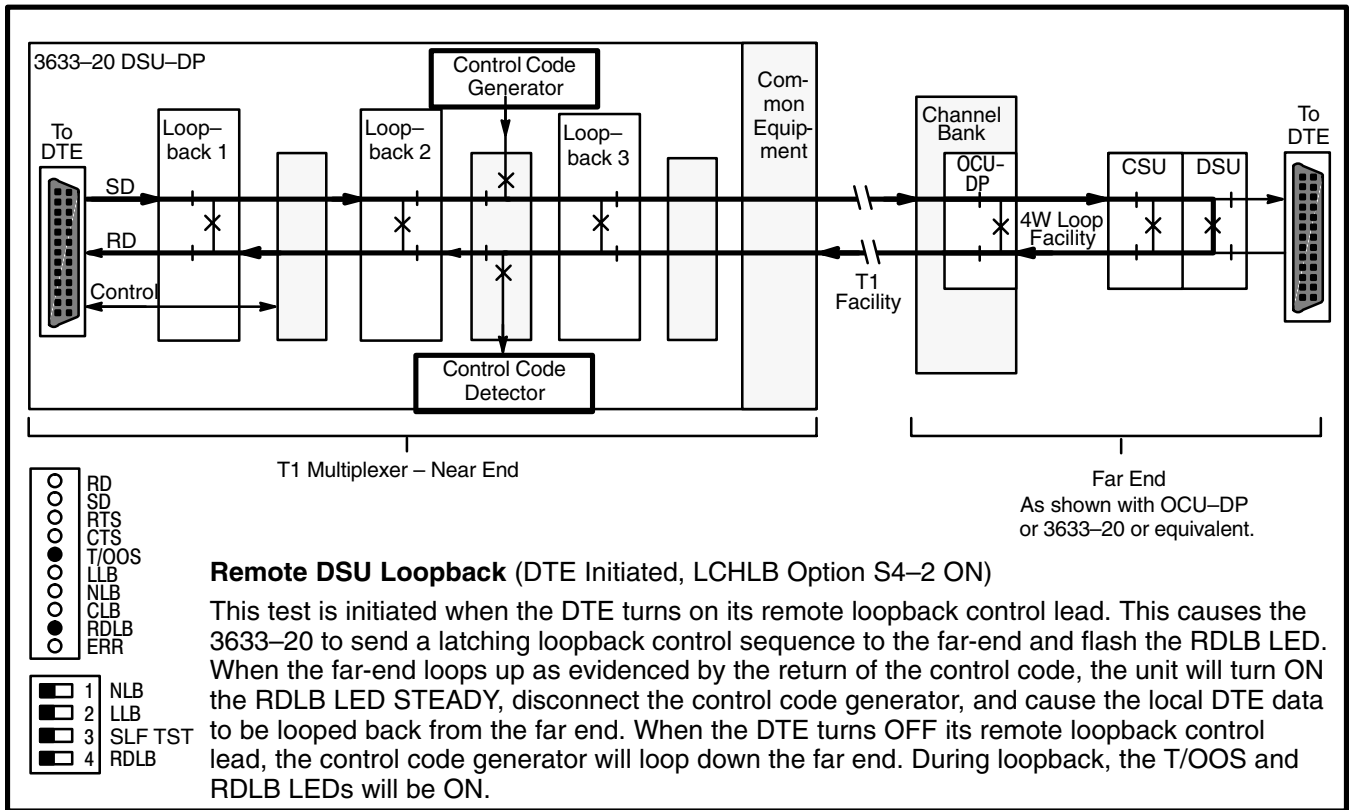 3633–20 DSU–DP
Control Code
Generator
Com-
mon
Equip-
ment
Channel
Bank
To
DTE
Loop–
back 1
Loop–
back 2
Loop–
back 3
OCU–
DP
CSU
DSU
To
DTE
SD
RD
4W Loop
Facility
Control
T1
Facility
Control Code
Detector
T1 Multiplexer – Near End
Far End
As shown with OCU–DP
or 3633–20 or equivalent.
RD
SD
RTS
CTS
T/OOS
LLB
NLB
CLB
RDLB
ERR
1 NLB
2 LLB
3 SLF TST
4 RDLB
Remote DSU Loopback (DTE Initiated, LCHLB Option S4–2 ON)
This test is initiated when the DTE turns on its remote loopback control lead. This causes the
3633–20 to send a latching loopback control sequence to the far-end and flash the RDLB LED.
When the far-end loops up as evidenced by the return of the control code, the unit will turn ON
the RDLB LED STEADY, disconnect the control code generator, and cause the local DTE data
to be looped back from the far end. When the DTE turns OFF its remote loopback control
lead, the control code generator will loop down the far end. During loopback, the T/OOS and
RDLB LEDs will be ON.